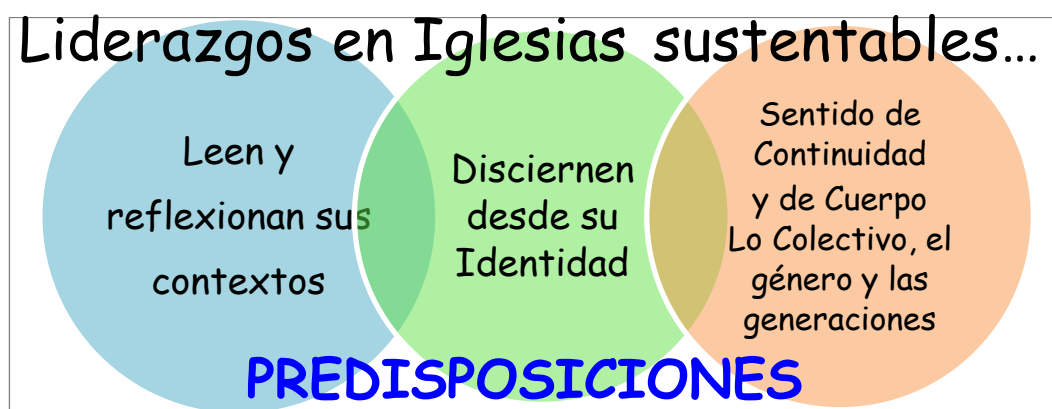 Liderazgos en Iglesias sustentables...
Leen y
reflexionan sus
contextos
Disciernen
desde su
Identidad
Sentido de
Continuidad
y de Cuerpo
Lo Colectivo, el
género y las
generaciones
PREDISPOSICIONES